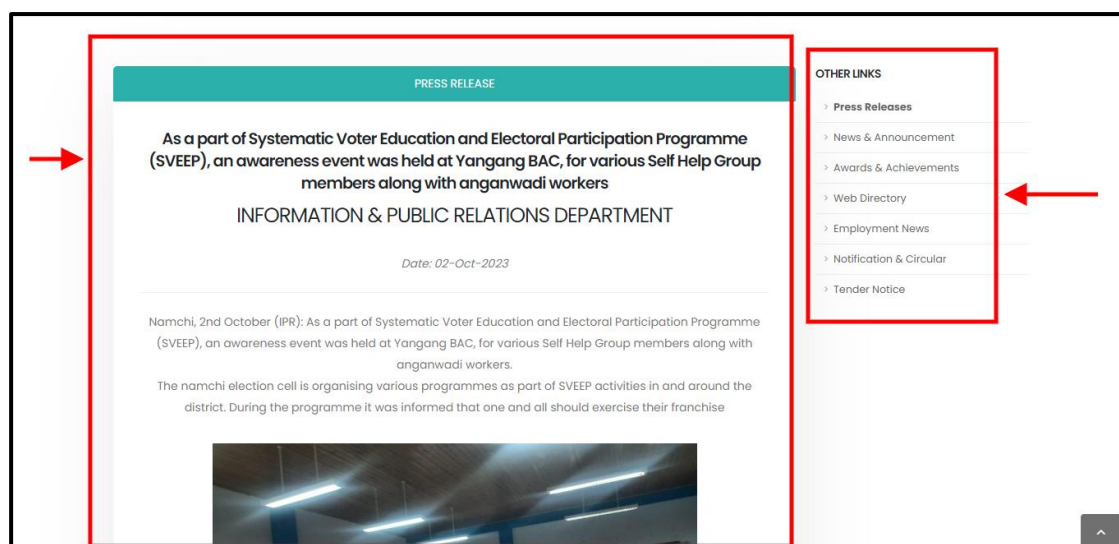 PRESS RELEASE
As a part of Systematic Voter Education and Electoral Participation Programme
(SVEEP), an awareness event was held at Yangang BAC, for various Self Help Group
members along with anganwadi workers
INFORMATION & PUBLIC RELATIONS DEPARTMENT
Date: 02-Oct-2023
Namchi, 2nd October (IPR): As a part of Systematic Voter Education and Electoral Participation Programme
(SVEEP), an awareness event was held at Yangang BAC, for various Self Help Group members along with
anganwadi workers.
The namchi election cell is organising various programmes as part of SVEEP activities in and around the
district. During the programme it was informed that one and all should exercise their franchise
OTHER LINKS
> Press Releases
> News & Announcement
> Awards & Achievements
> Web Directory
> Employment News
> Notification & Circular
> Tender Notice